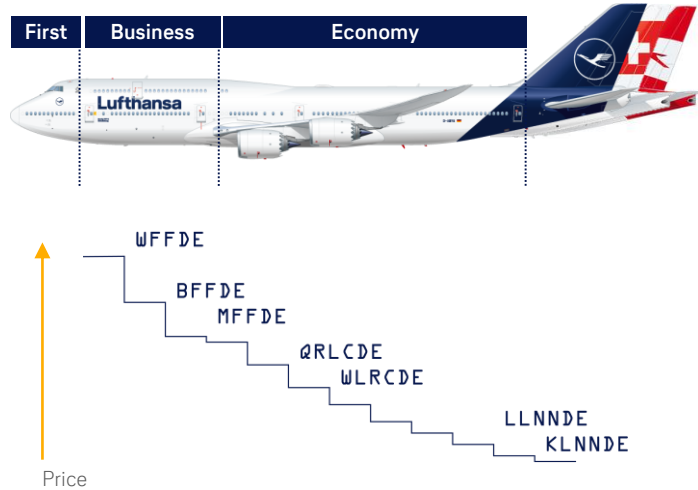 First
Business
Economy
Lufthansa
WFFDE
BFFDE
MFFDE
QRLCDE
WLRCDE
LLNNDE
KLNNDE
Price